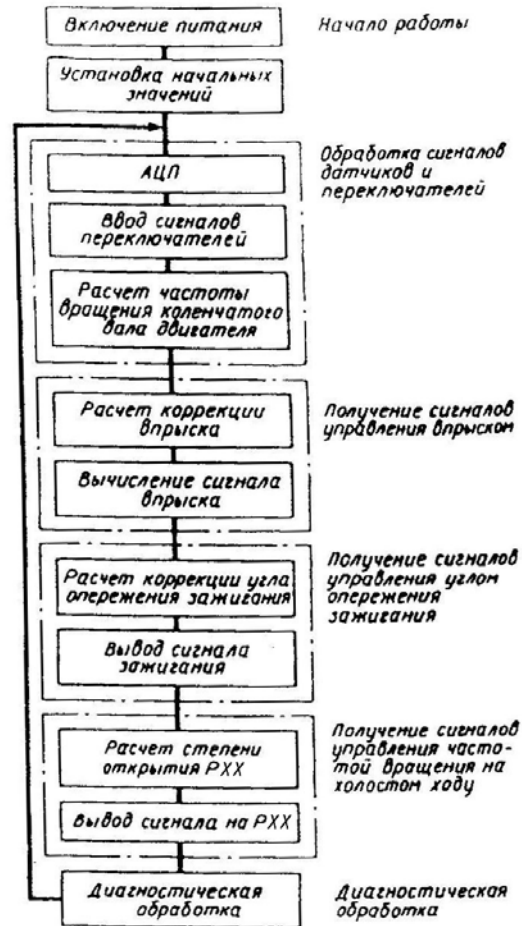 Включение питания
Начало работы
Установка начальных
значений
Обработка сигналов
датчиков и
переключателей
АЦП
Ввод сигналов
переключателей
Расчет частоты
вращения коленчатого
вала двигателя
Получение сигналов
управления впрыском
Расчет коррекции
впрыска
Вычисление сигнала
впрыска
Получение сигналов
управления углом
опережения
зажигания
Расчет коррекции угла
опережения зажигания
Вывод сигнала
зажигания
Получение сигналов
управления часто-
той вращения на
холостом ходу
Расчет степени
открытия РХХ
Вывод сигнала на РХХ
Диагностическая
обработка
Диагностическая
обработка